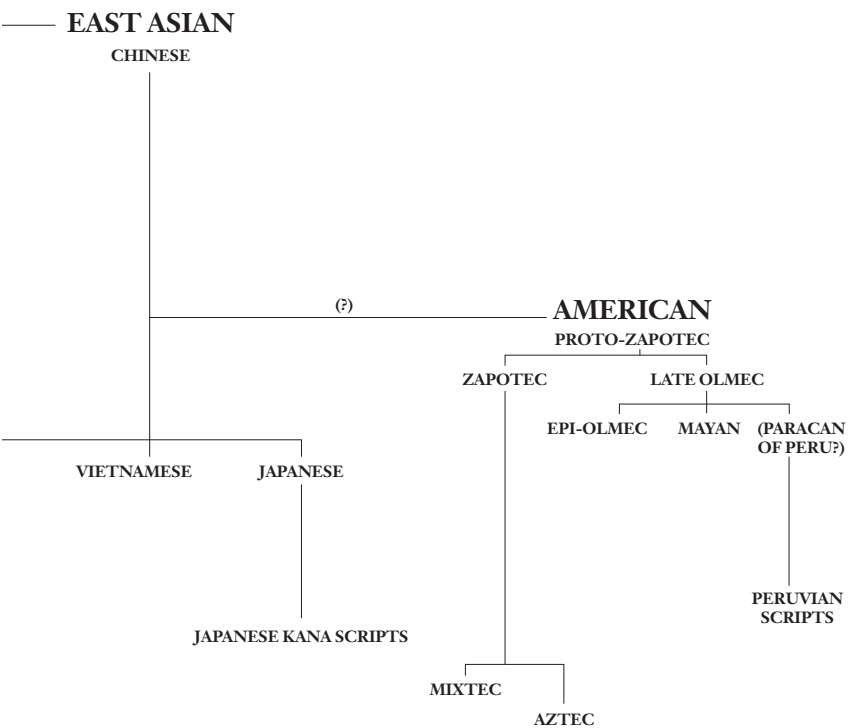 EAST ASIAN
CHINESE
(?)
AMERICAN
PROTO-ZAPOTEC
ZAPOTEC
LATE OLMEC
EPI-OLMEC
MAYAN
(PARACAN
OF PERU?)
VIETNAMESE
JAPANESE
PERUVIAN
SCRIPTS
JAPANESE KANA SCRIPTS
MIXTEC
AZTEC